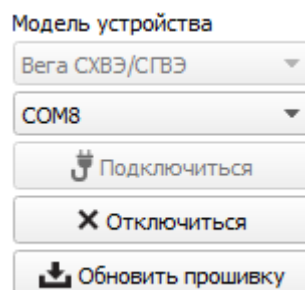 Модель устройства
Вега СХВЭ/СГВЭ
COM8
Подключиться
Отключиться
Обновить прошивку